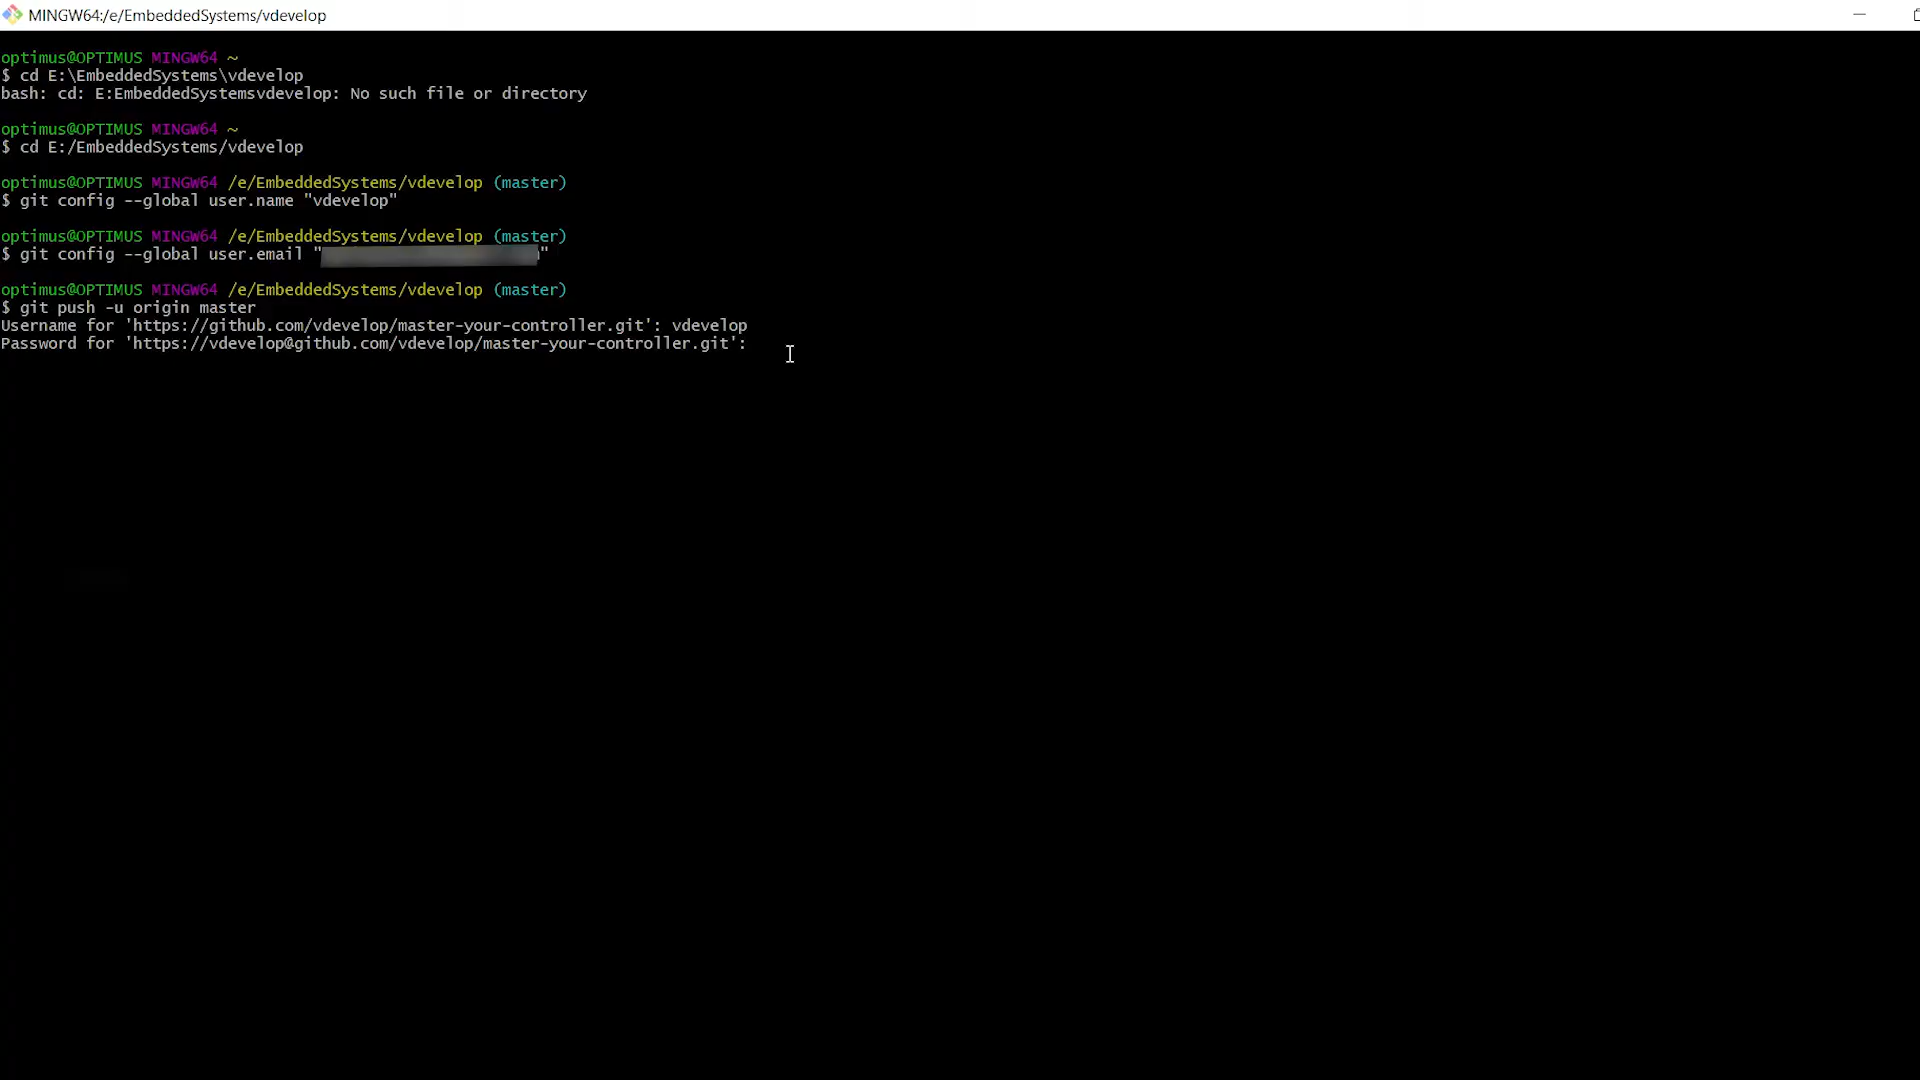 MINGW64:/e/EmbeddedSystems/vdevelop
optimus@OPTIMUS MINGW64 ~
$ cd E:\EmbeddedSystems\vdevelop
bash: cd: E:EmbeddedSystemsvdevelop: No such file or directory
optimus@OPTIMUS MINGW64 ~
$ cd E:/EmbeddedSystems/vdevelop
optimus@OPTIMUS MINGW64 /e/EmbeddedSystems/vdevelop (master)
$ git config --global user.name "vdevelop"
optimus@OPTIMUS MINGW64 /e/EmbeddedSystems/vdevelop (master)
$ git config --global user.email " "
optimus@OPTIMUS MINGW64 /e/EmbeddedSystems/vdevelop (master)
$ git push -u origin master
Username for 'https://github.com/vdevelop/master-your-controller.git': vdevelop
Password for 'https://vdevelop@github.com/vdevelop/master-your-controller.git':